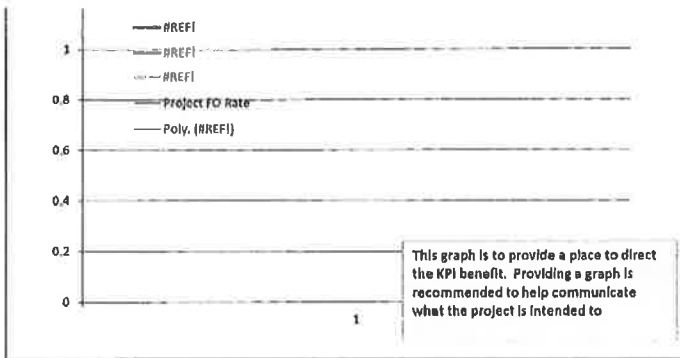 #REF!
#REF!
#REF!
Project FO Rate
Poly. (#REF!)
1
0,8
0,6
0,4
0,2
0
1
This graph is to provide a place to direct
the KPI benefit. Providing a graph is
recommended to help communicate
what the project is intended to